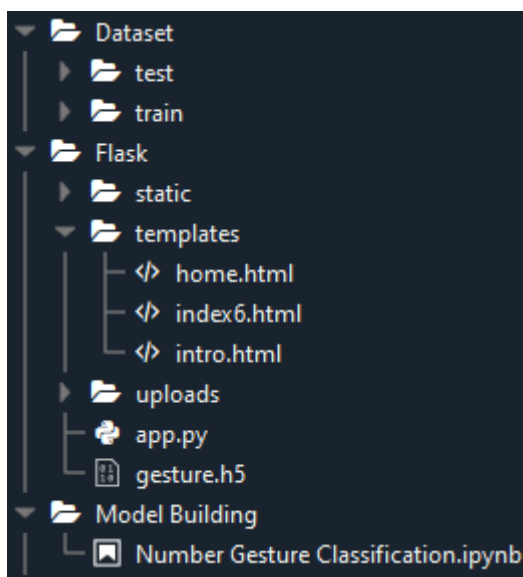 Dataset
test
train
Flask
static
templates
home.html
index6.html
intro.html
uploads
app.py
gesture.h5
Model Building
Number Gesture Classification.ipynb